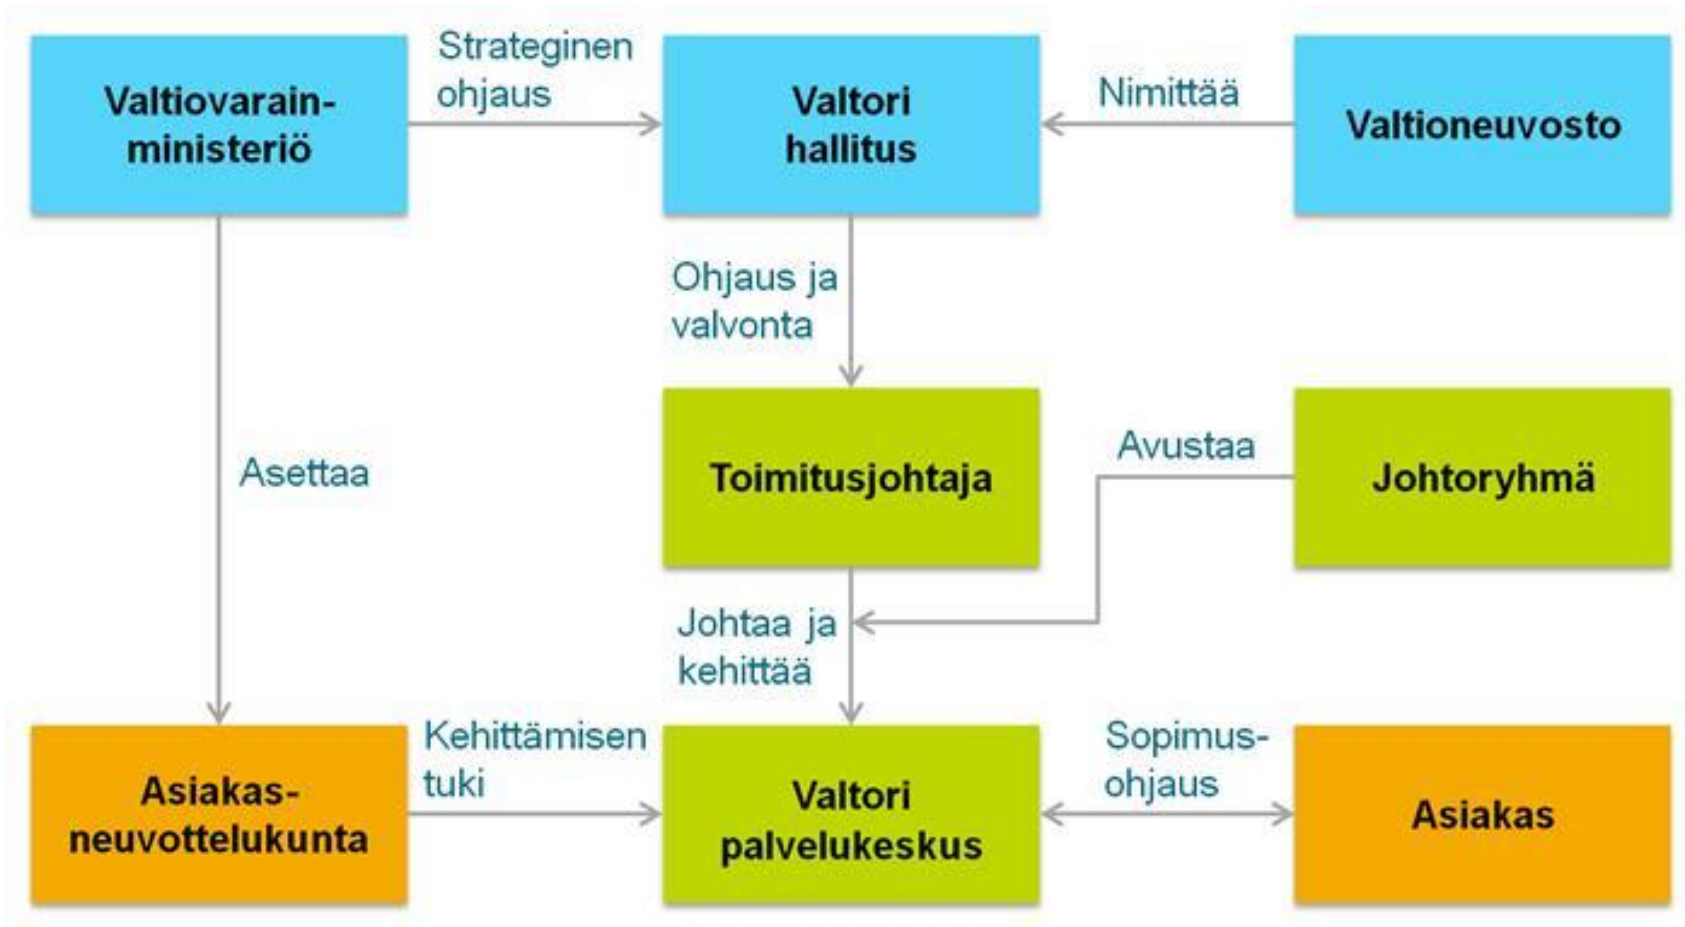 Valtiovarain-
ministeriö
Strateginen
ohjaus
Valtori
hallitus
Nimittää
Valtioneuvosto
Ohjaus ja
valvonta
Asettaa
Toimitusjohtaja
Avustaa
Johtoryhmä
Johtaa ja
kehittää
Asiakas-
neuvottelukunta
Kehittämisen
tuki
Valtori
palvelukeskus
Sopimus-
ohjaus
Asiakas